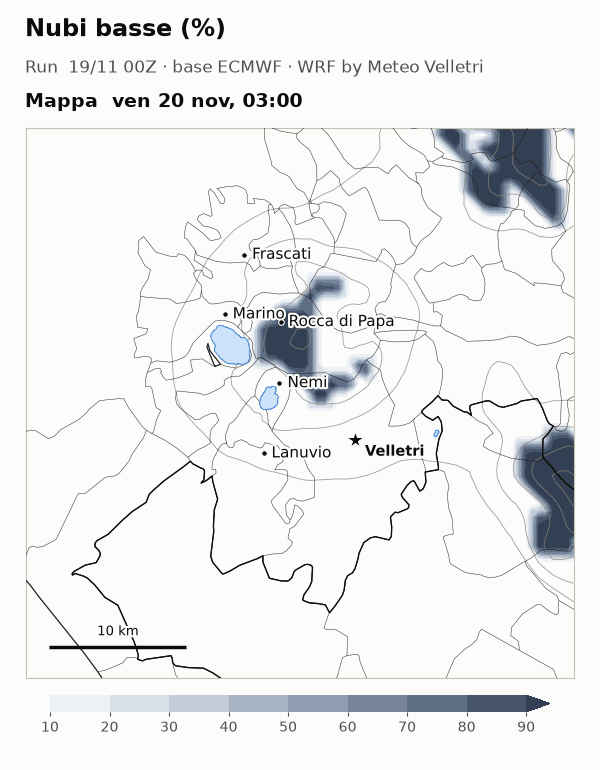 Nubi basse (%)
Run  19/11 00Z · base ECMWF · WRF by Meteo Velletri
Mappa  ven 20 nov, 03:00
Frascati
Marino
Rocca di Papa
Nemi
Velletri
Lanuvio
10 km
10 20 30 40 50 60 70 80 90